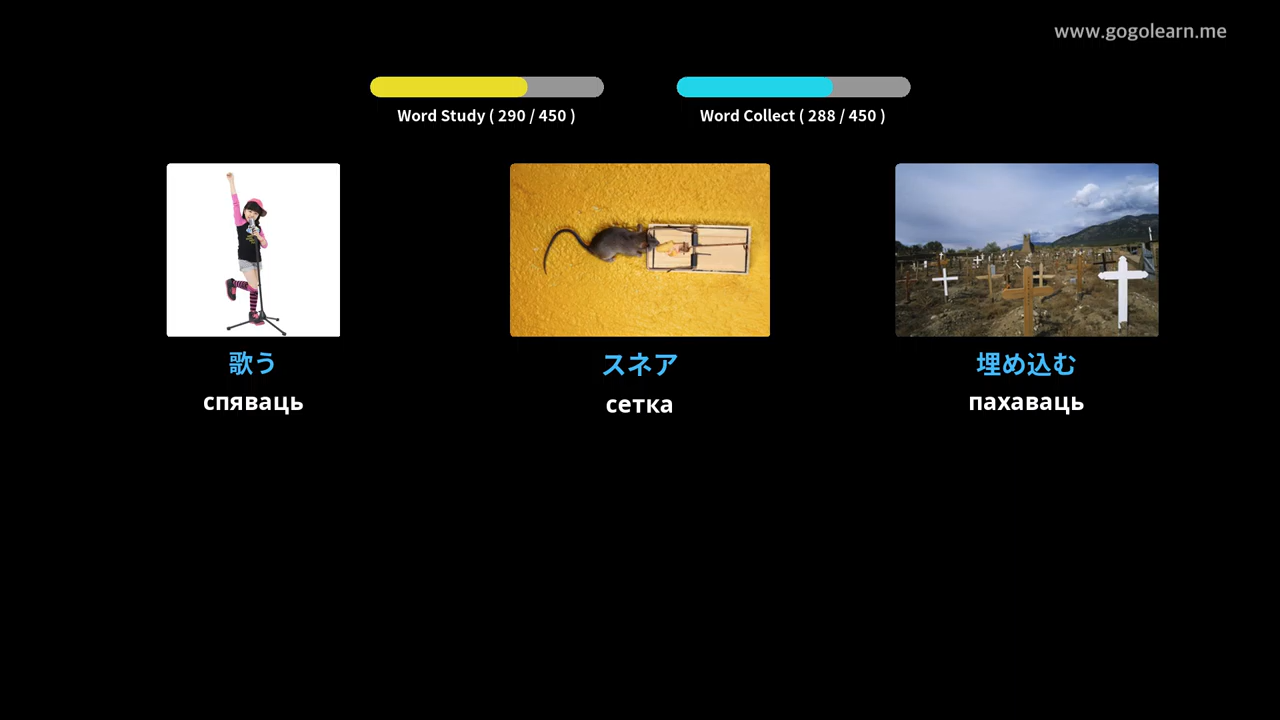 www.gogolearn.me
Word Study ( 290 / 450 )
Word Collect ( 288 / 450 )
歌う
スネア
埋め込む
спяваць
сетка
пахаваць